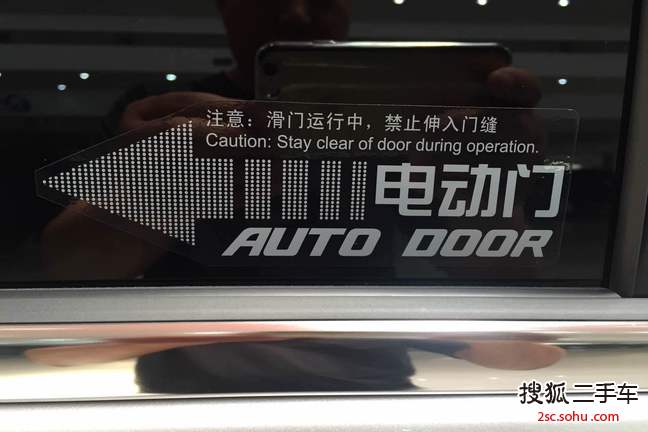 注意：滑门运行中，禁止伸入门缝
Caution: Stay clear of door during operation.
电动门
AUTO DOOR
搜狐二手车
2sc.sohu.com